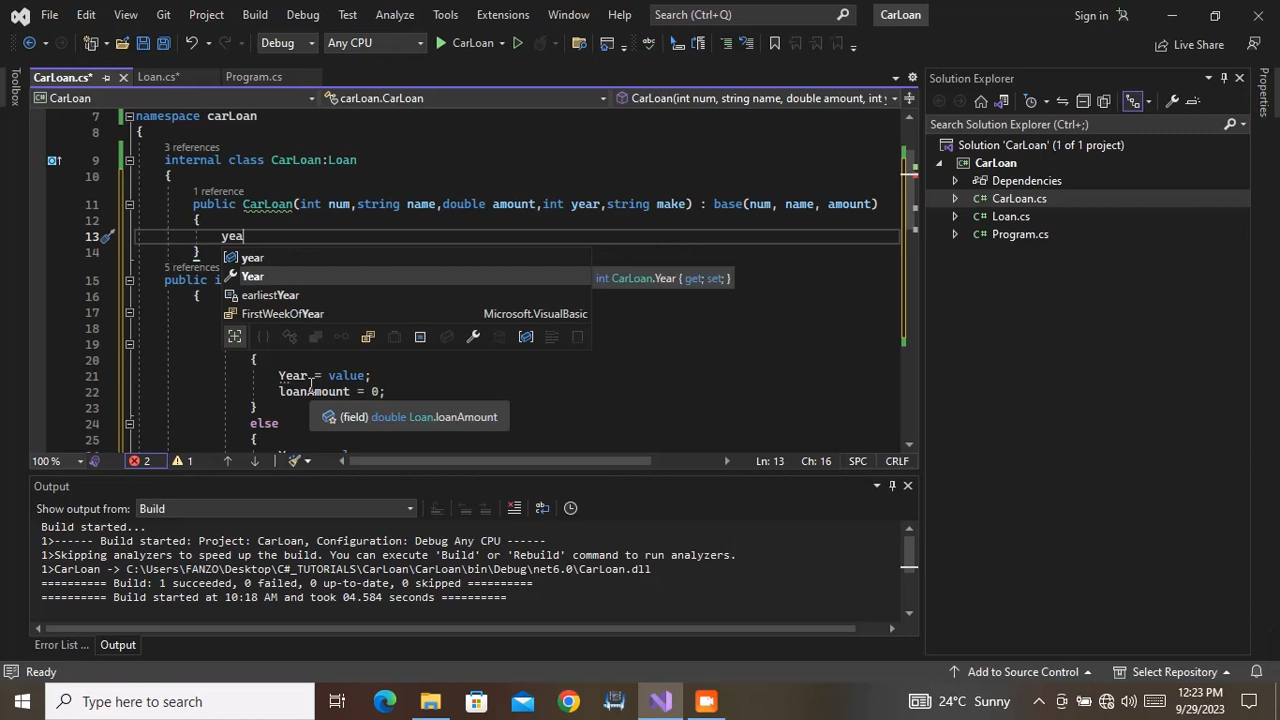 File Edit View Git Project Build Debug Test Analyze Tools Extensions Window Help Search (Ctrl+Q) CarLoan Sign in
Debug Any CPU CarLoan Live Share
CarLoan.cs* Loan.cs* Program.cs
CarLoan carLoan.CarLoan CarLoan(int num, string name, double amount, int y
Toolbox
Properties
7 namespace carLoan
8 {
3 references
9 internal class CarLoan:Loan
10 {
1 reference
11 public CarLoan(int num,string name,double amount,int year,string make) : base(num, name, amount)
12 {
13 yea
14 }
year
Year
int CarLoan.Year { get; set; }
earliestYear
FirstWeekOfYear Microsoft.VisualBasic
5 references
15 public i
16 {
17
18
19
20 {
21 Year = value;
22 loanAmount = 0;
23 }
(field) double Loan.loanAmount
24 else
25 {
100 % 2 1 Ln: 13 Ch: 16 SPC CRLF
Output
Show output from: Build
Build started...
1>------ Build started: Project: CarLoan, Configuration: Debug Any CPU ------
1>Skipping analyzers to speed up the build. You can execute 'Build' or 'Rebuild' command to run analyzers.
1>CarLoan -> C:\Users\FANZO\Desktop\C#_TUTORIALS\CarLoan\CarLoan\bin\Debug\net6.0\CarLoan.dll
========== Build: 1 succeeded, 0 failed, 0 up-to-date, 0 skipped ==========
========== Build started at 10:18 AM and took 04.584 seconds ==========
Error List ... Output
Solution Explorer
Search Solution Explorer (Ctrl+;)
Solution 'CarLoan' (1 of 1 project)
CarLoan
Dependencies
CarLoan.cs
Loan.cs
Program.cs
Ready Add to Source Control Select Repository
Type here to search 24°C Sunny 12:23 PM
9/29/2023